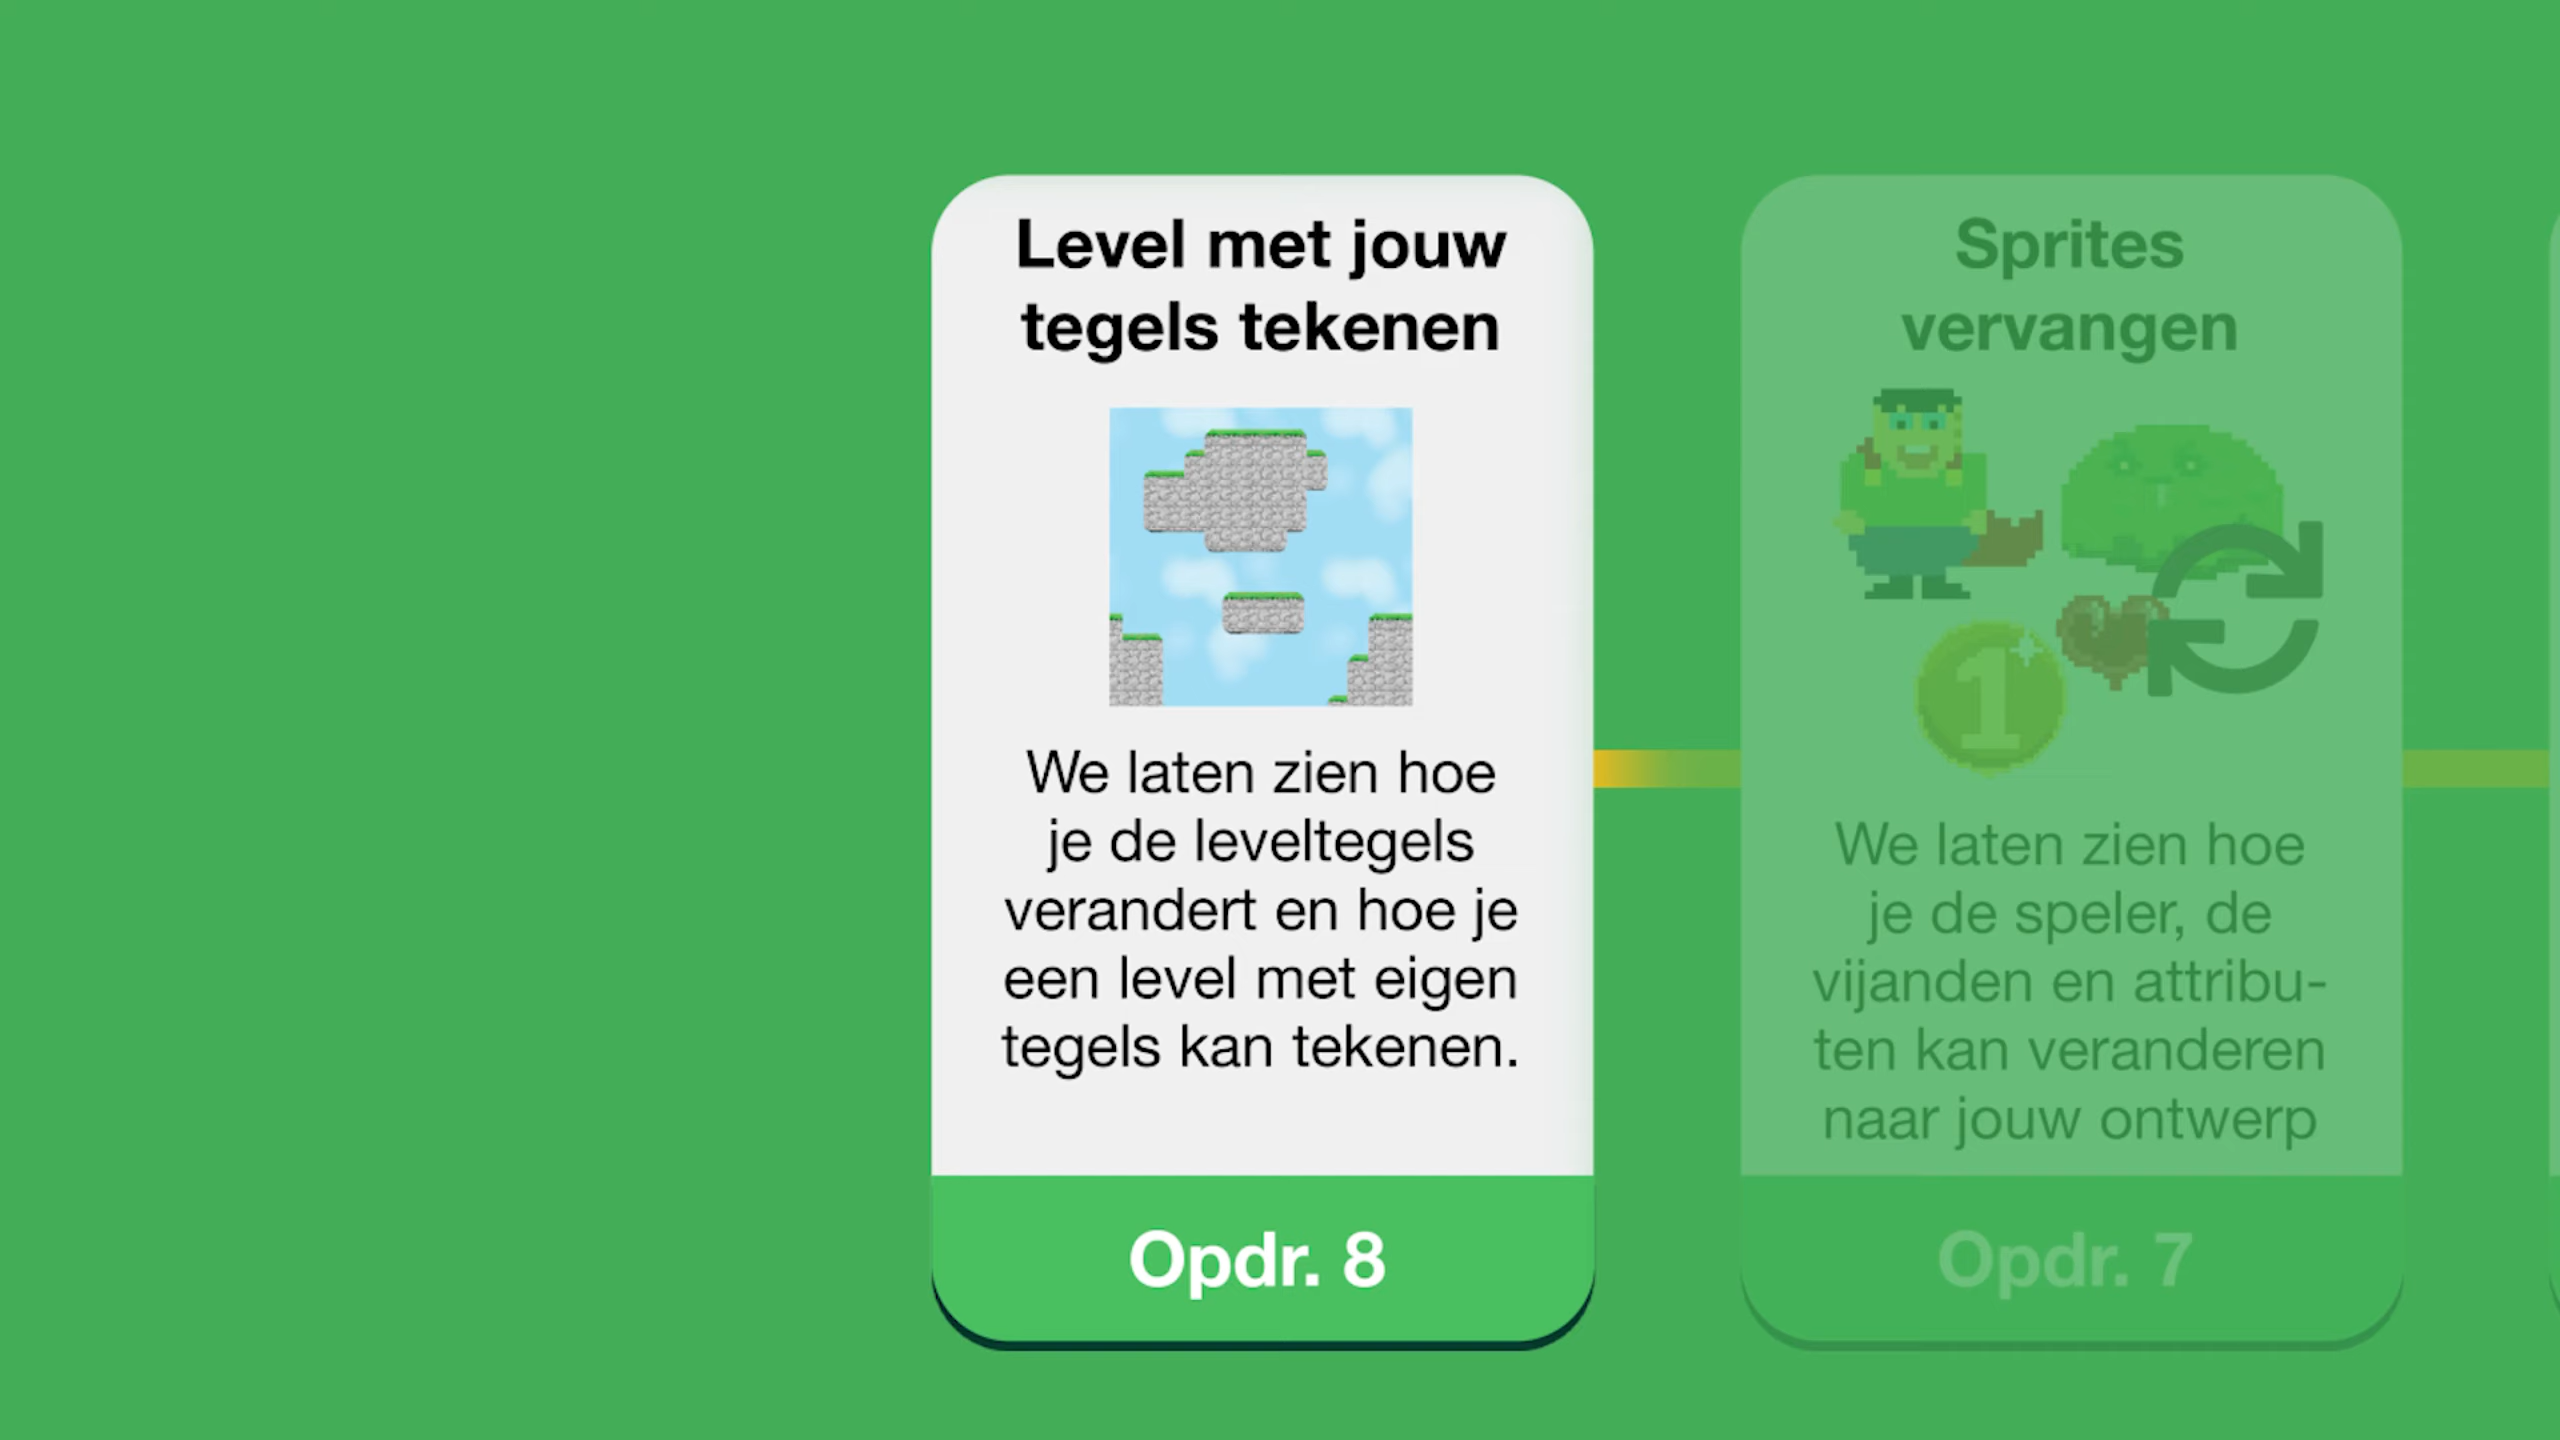 Level met jouw
tegels tekenen
We laten zien hoe
je de leveltegels
verandert en hoe je
een level met eigen
tegels kan tekenen.
Opdr. 8
Sprites
vervangen
1
We laten zien hoe
je de speler, de
vijanden en attribu-
ten kan veranderen
naar jouw ontwerp
Opdr. 7